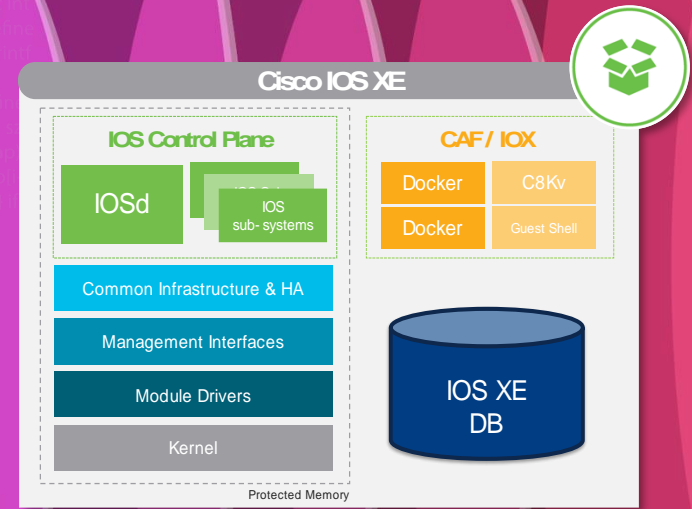 Cisco IOS XE
IOS Control Plane
IOSd
IOS
sub- systems
Common Infrastructure & HA
Management Interfaces
Module Drivers
Kernel
Protected Memory
CAF / IOX
Docker
C8Kv
Docker
Guest Shell
IOS XE
DB